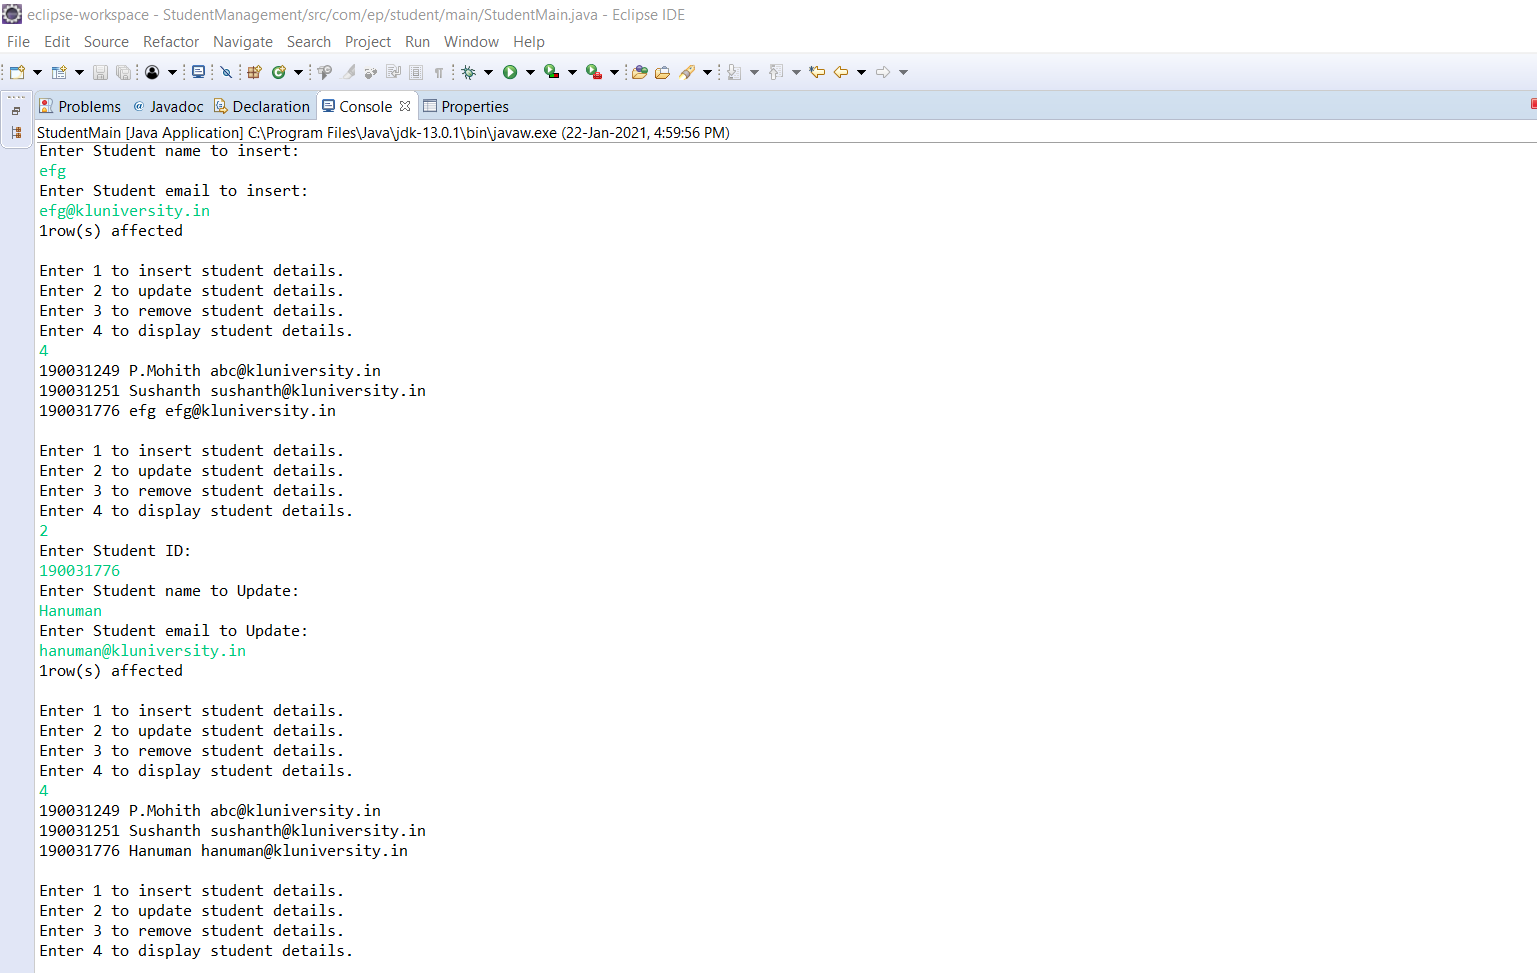 eclipse-workspace - StudentManagement/src/com/ep/student/main/StudentMain.java - Eclipse IDE
File Edit Source Refactor Navigate Search Project Run Window Help
Problems Javadoc Declaration Console Properties
StudentMain [Java Application] C:\Program Files\Java\jdk-13.0.1\bin\javaw.exe (22-Jan-2021, 4:59:56 PM)
Enter Student name to insert:
efg
Enter Student email to insert:
efg@kluniversity.in
1row(s) affected
Enter 1 to insert student details.
Enter 2 to update student details.
Enter 3 to remove student details.
Enter 4 to display student details.
4
190031249 P.Mohith abc@kluniversity.in
190031251 Sushanth sushanth@kluniversity.in
190031776 efg efg@kluniversity.in
Enter 1 to insert student details.
Enter 2 to update student details.
Enter 3 to remove student details.
Enter 4 to display student details.
2
Enter Student ID:
190031776
Enter Student name to Update:
Hanuman
Enter Student email to Update:
hanuman@kluniversity.in
1row(s) affected
Enter 1 to insert student details.
Enter 2 to update student details.
Enter 3 to remove student details.
Enter 4 to display student details.
4
190031249 P.Mohith abc@kluniversity.in
190031251 Sushanth sushanth@kluniversity.in
190031776 Hanuman hanuman@kluniversity.in
Enter 1 to insert student details.
Enter 2 to update student details.
Enter 3 to remove student details.
Enter 4 to display student details.